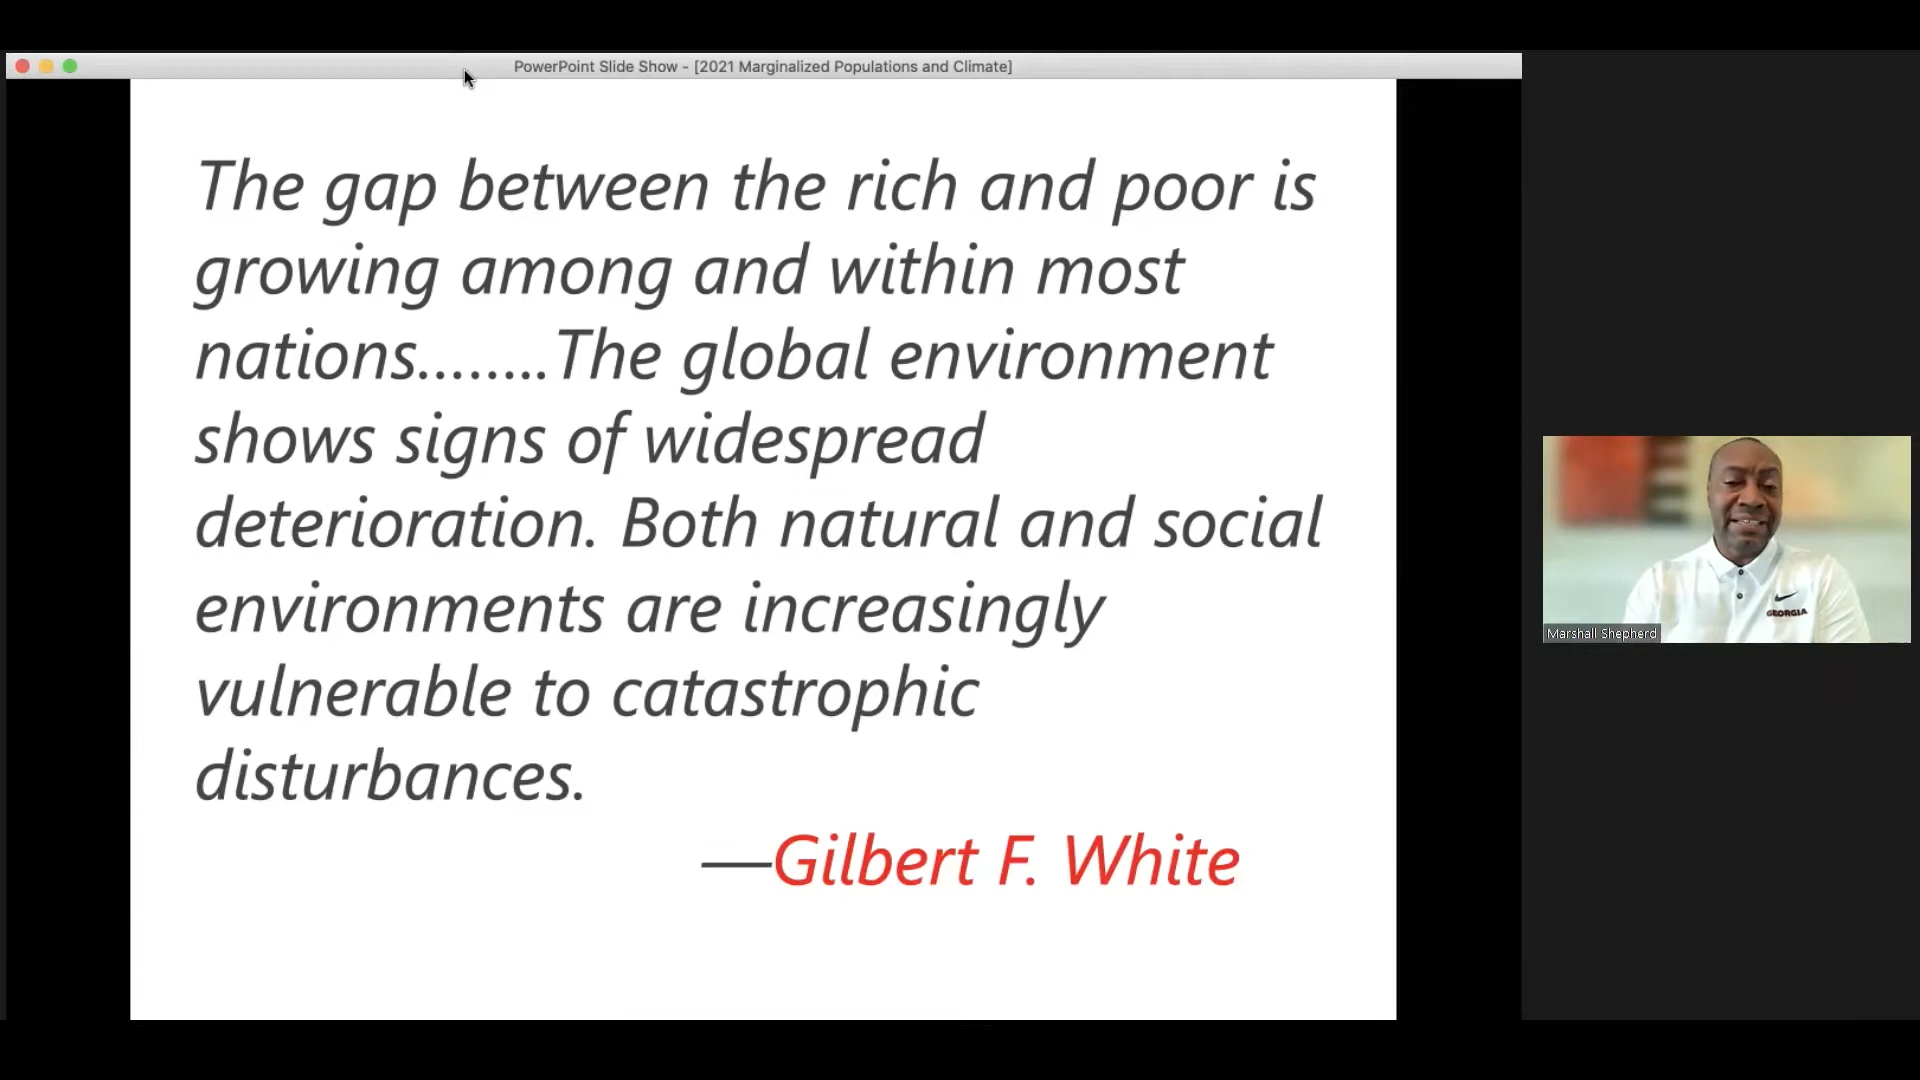 PowerPoint Slide Show - [2021 Marginalized Populations and Climate]
The gap between the rich and poor is
growing among and within most
nations........The global environment
shows signs of widespread
deterioration. Both natural and social
environments are increasingly
vulnerable to catastrophic
disturbances.
—Gilbert F. White
GEORGIA
Marshall Shepherd